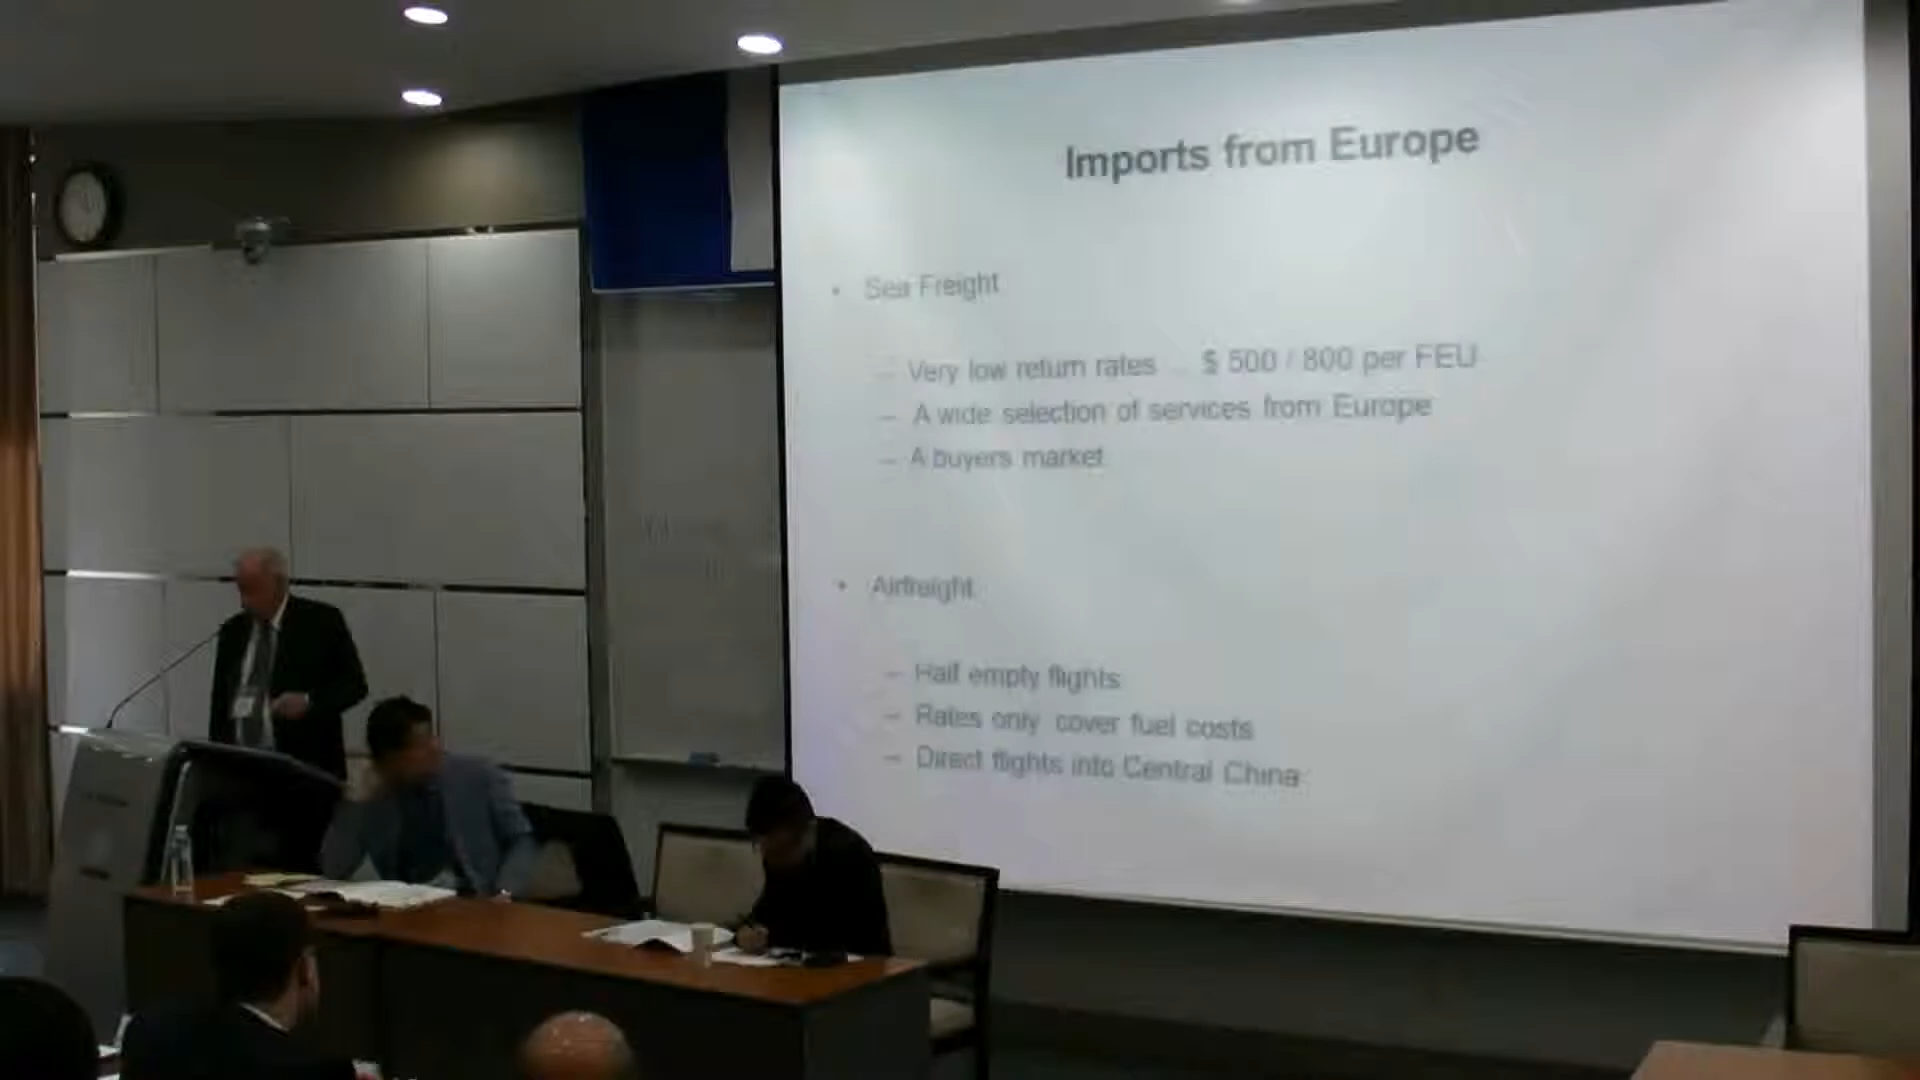 Imports from Europe
• Sea Freight
– Very low return rates ... $ 500 / 800 per FEU
– A wide selection of services from Europe
– A buyers market
• Airfreight
– Half empty flights
– Rates only cover fuel costs
– Direct flights into Central China